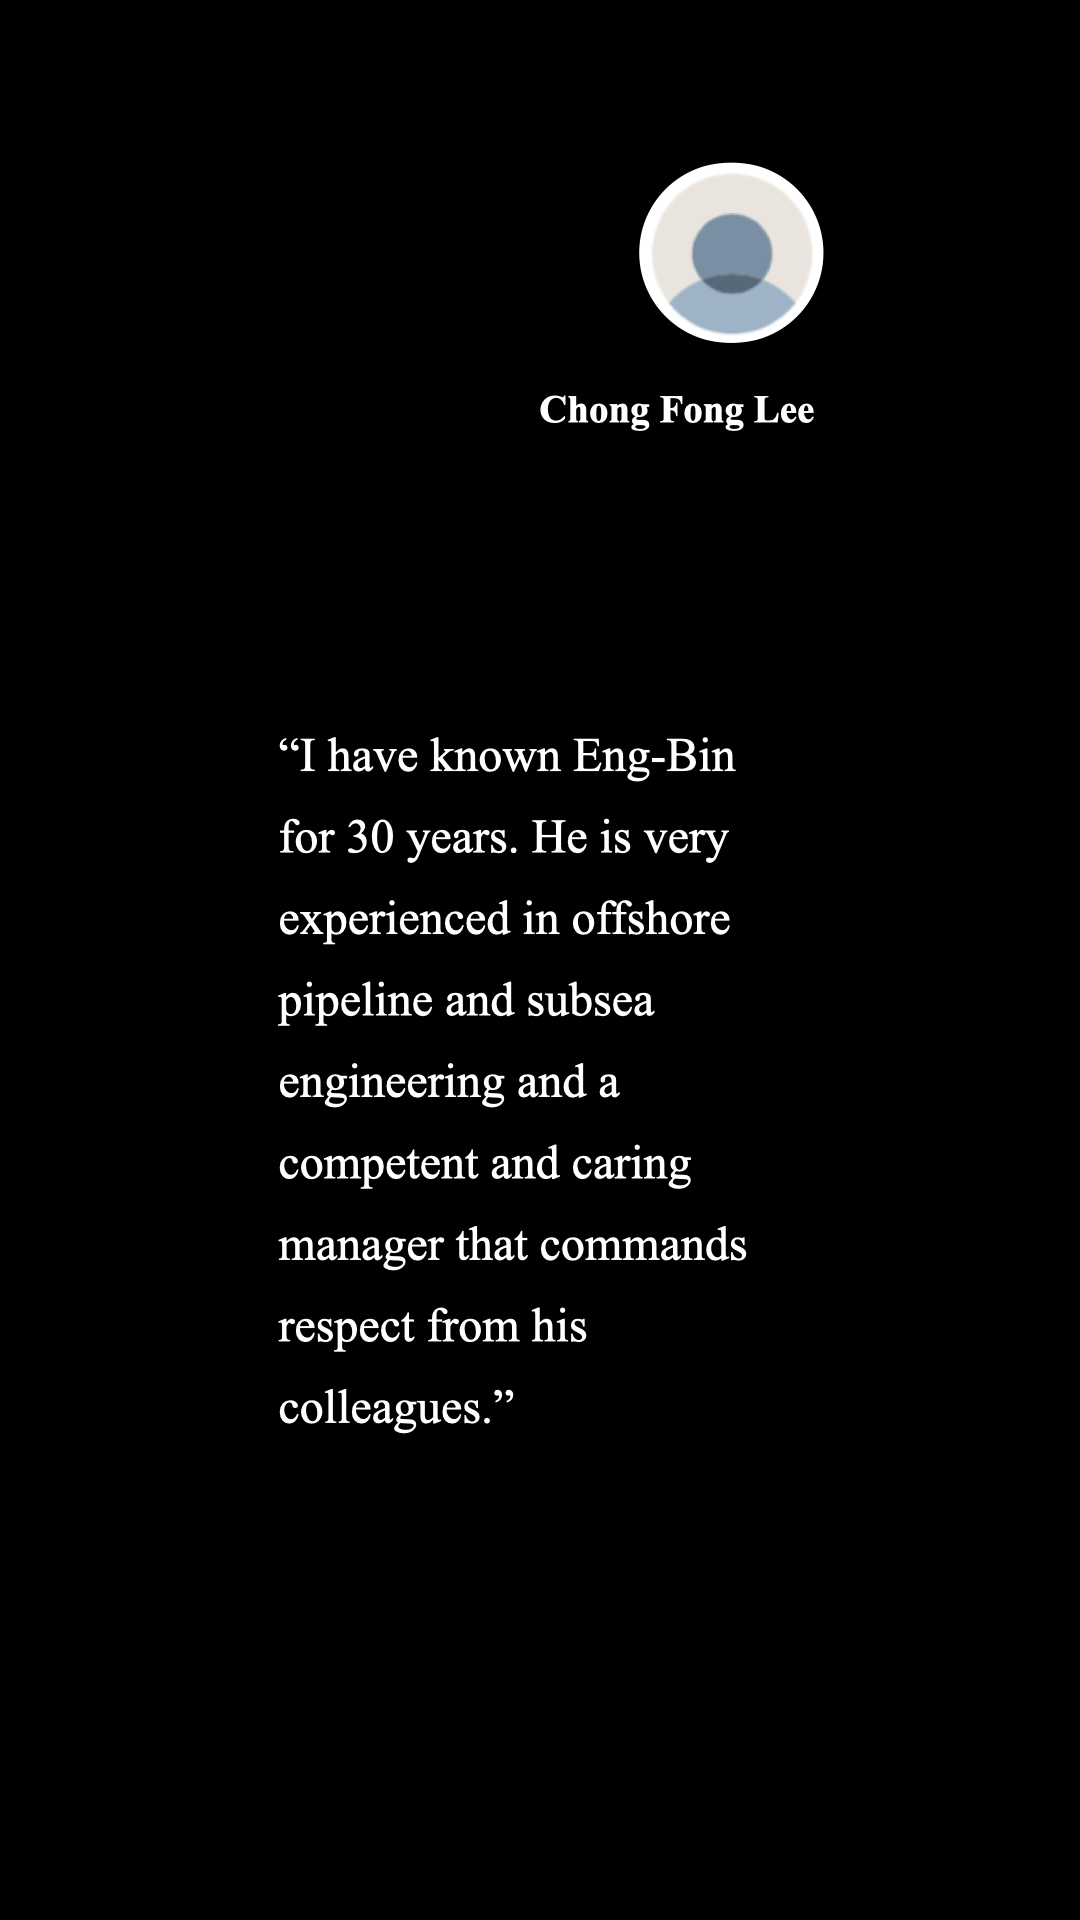 Chong Fong Lee
“I have known Eng-Bin
for 30 years. He is very
experienced in offshore
pipeline and subsea
engineering and a
competent and caring
manager that commands
respect from his
colleagues.”